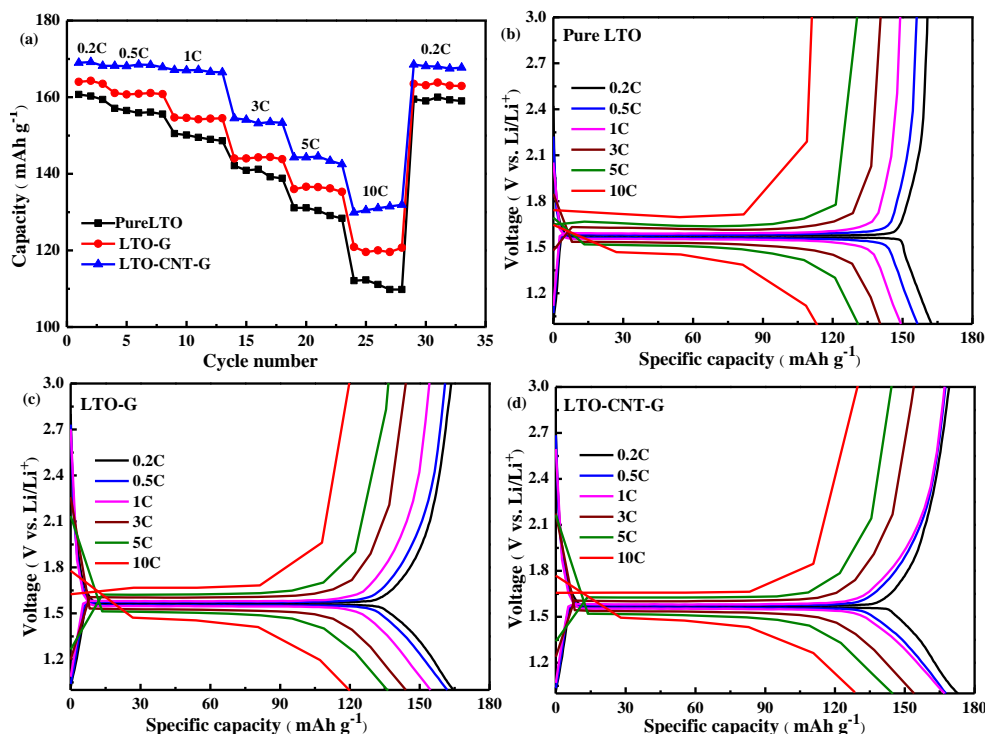 (a)
0.2C
0.5C
1C
3C
5C
10C
0.2C
PureLTO
LTO-G
LTO-CNT-G
Capacity ( mAh g-1)
180
160
140
120
100
0 5 10 15 20 25 30 35
Cycle number
(b)
Pure LTO
0.2C
0.5C
1C
3C
5C
10C
Voltage ( V vs. Li/Li+)
3.0
2.7
2.4
2.1
1.8
1.5
1.2
0 30 60 90 120 150 180
Specific capacity ( mAh g-1)
(c)
LTO-G
0.2C
0.5C
1C
3C
5C
10C
Voltage ( V vs. Li/Li+)
3.0
2.7
2.4
2.1
1.8
1.5
1.2
0 30 60 90 120 150 180
Specific capacity ( mAh g-1)
(d)
LTO-CNT-G
0.2C
0.5C
1C
3C
5C
10C
Voltage ( V vs. Li/Li+)
3.0
2.7
2.4
2.1
1.8
1.5
1.2
0 30 60 90 120 150 180
Specific capacity ( mAh g-1)